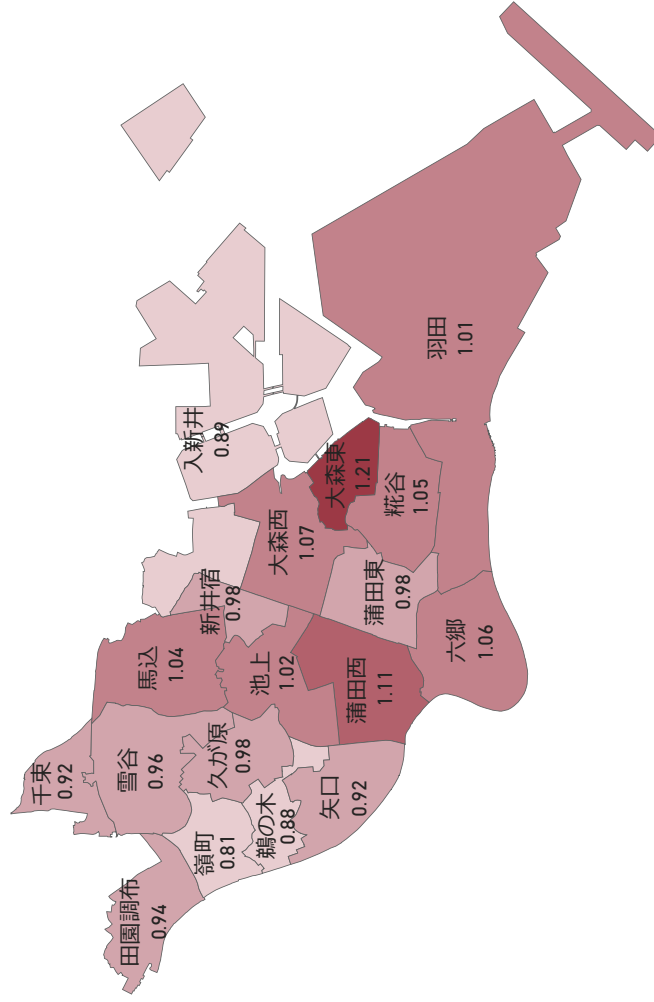 千束
0.92
雪谷
0.96
馬込
1.04
田園調布
0.94
嶺町
0.81
鵜の木
0.88
久が原
0.98
池上
1.02
新井宿
0.98
入新井
0.89
大森西
1.07
大森東
1.21
矢口
0.92
蒲田西
1.11
蒲田東
0.98
糀谷
1.05
六郷
1.06
羽田
1.01